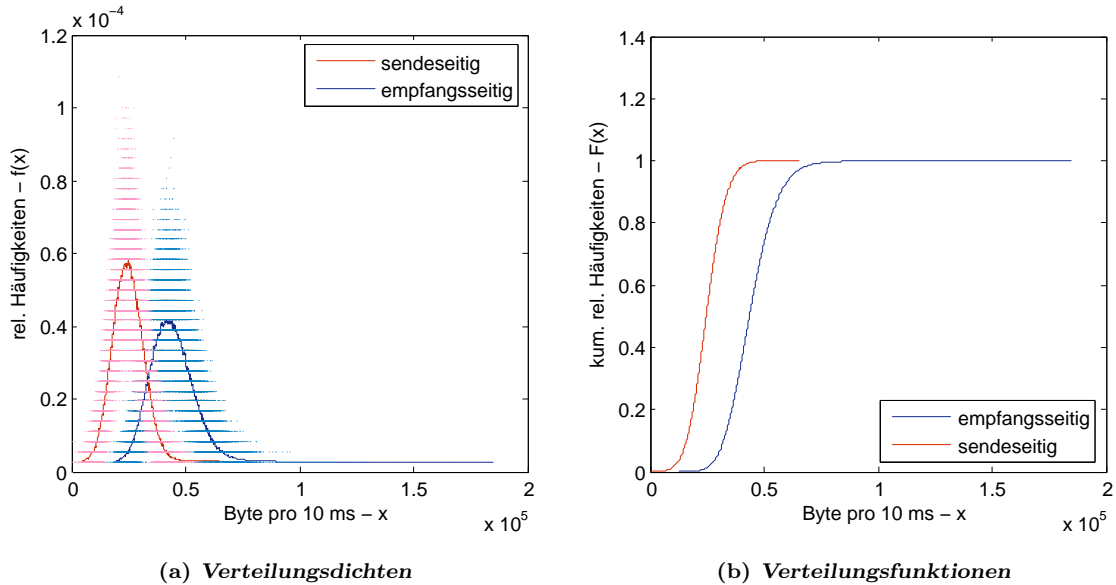 x 10^-4
1.2
1
0.8
0.6
0.4
0.2
0
rel. Häufigkeiten – f(x)
sendeseitig
empfangsseitig
0 0.5 1 1.5 2
Byte pro 10 ms – x
x 10^5
(a) Verteilungsdichten
1.4
1.2
1
0.8
0.6
0.4
0.2
0
kum. rel. Häufigkeiten – F(x)
empfangsseitig
sendeseitig
0 0.5 1 1.5 2
Byte pro 10 ms – x
x 10^5
(b) Verteilungsfunktionen